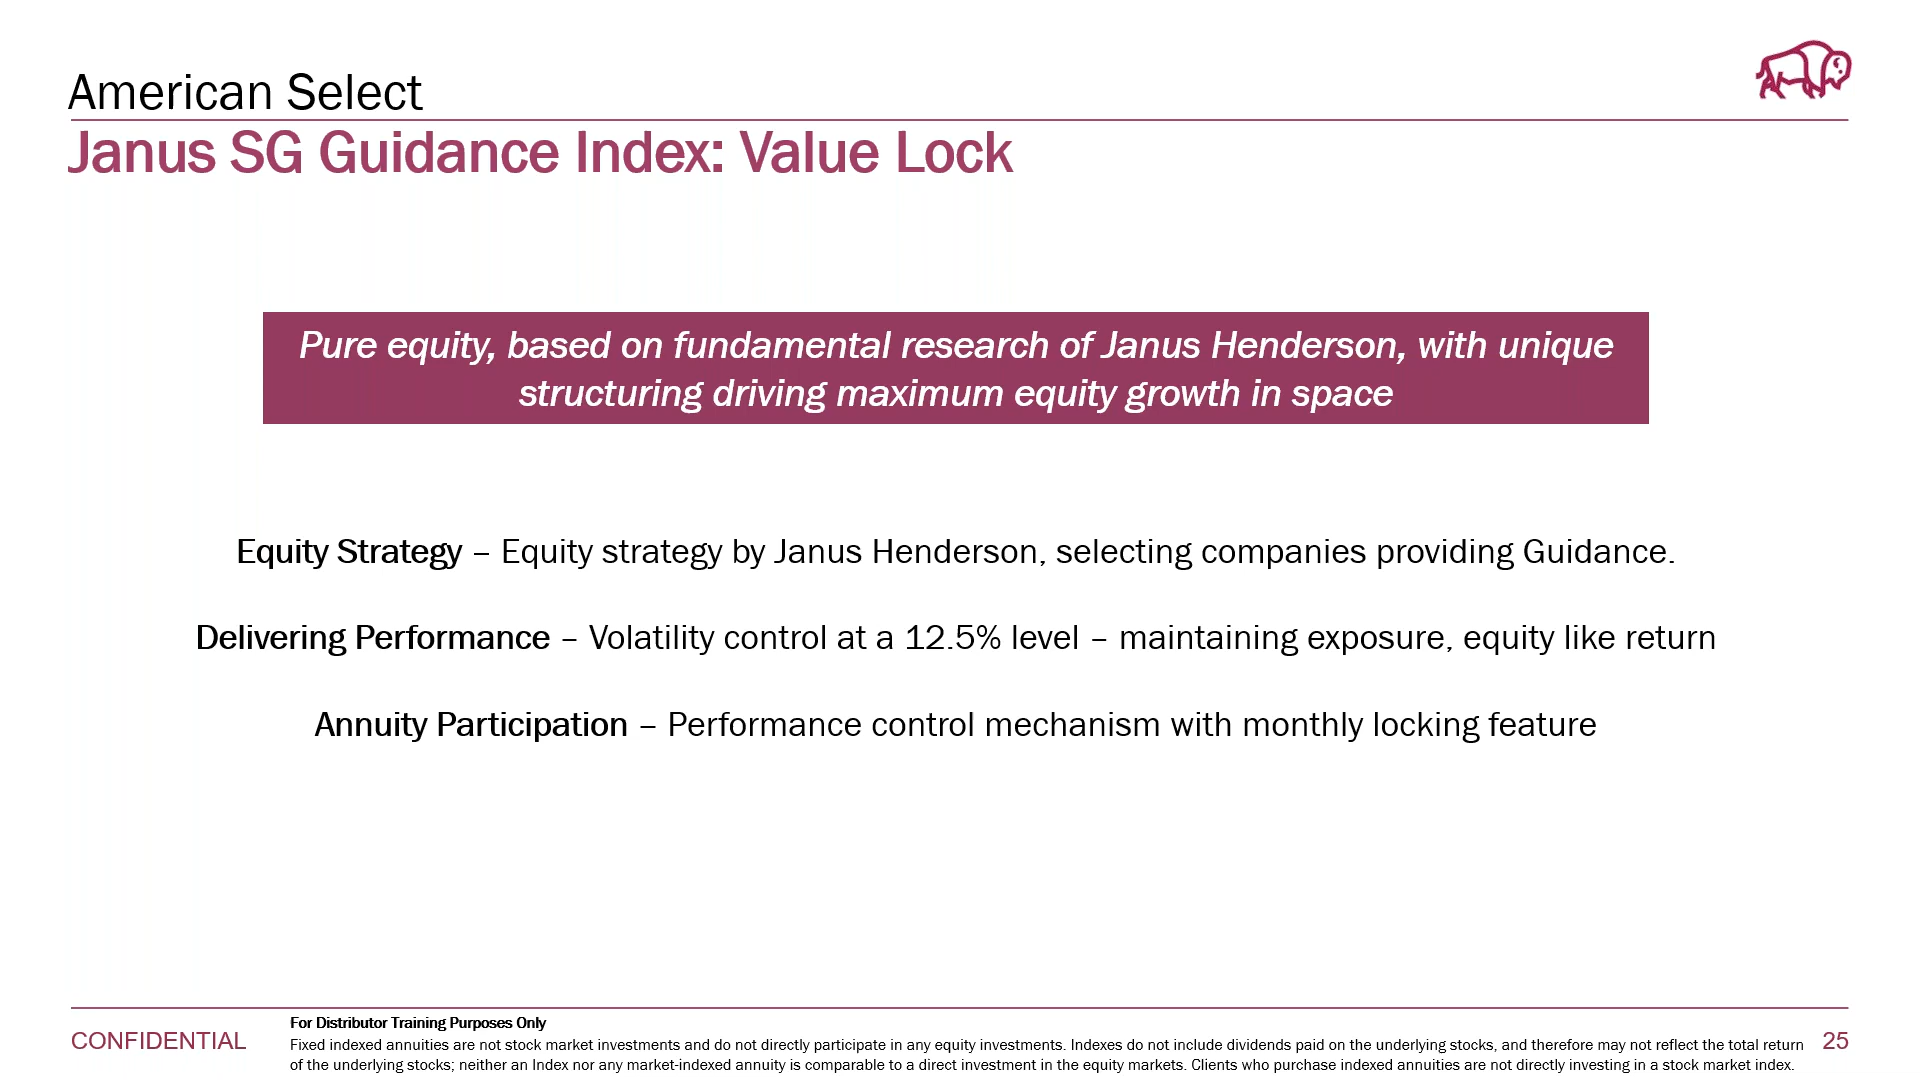 American Select
Janus SG Guidance Index: Value Lock
Pure equity, based on fundamental research of Janus Henderson, with unique
structuring driving maximum equity growth in space
Equity Strategy – Equity strategy by Janus Henderson, selecting companies providing Guidance.
Delivering Performance – Volatility control at a 12.5% level – maintaining exposure, equity like return
Annuity Participation – Performance control mechanism with monthly locking feature
CONFIDENTIAL
For Distributor Training Purposes Only
Fixed indexed annuities are not stock market investments and do not directly participate in any equity investments. Indexes do not include dividends paid on the underlying stocks, and therefore may not reflect the total return
of the underlying stocks; neither an Index nor any market-indexed annuity is comparable to a direct investment in the equity markets. Clients who purchase indexed annuities are not directly investing in a stock market index.
25